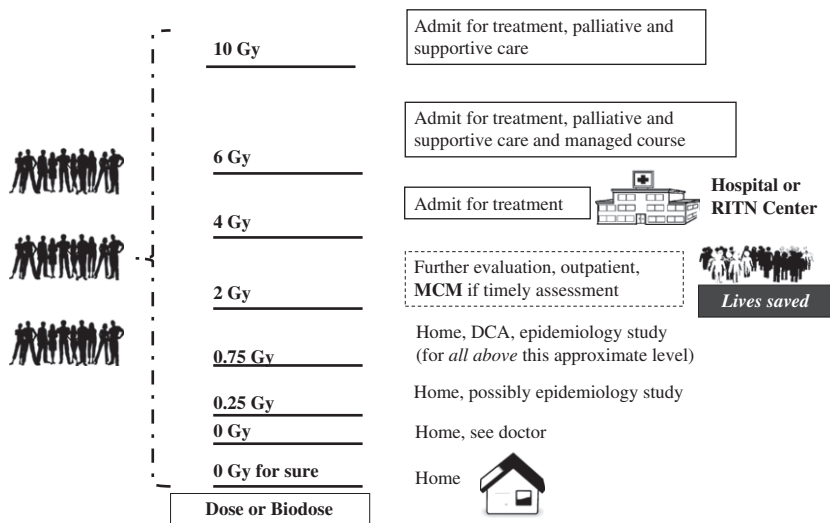 10 Gy
Admit for treatment, palliative and
supportive care
Admit for treatment, palliative and
supportive care and managed course
6 Gy
Admit for treatment
Hospital or
RITN Center
4 Gy
Further evaluation, outpatient,
MCM if timely assessment
Lives saved
2 Gy
Home, DCA, epidemiology study
(for all above this approximate level)
0.75 Gy
Home, possibly epidemiology study
0.25 Gy
0 Gy
Home, see doctor
0 Gy for sure
Home
Dose or Biodose